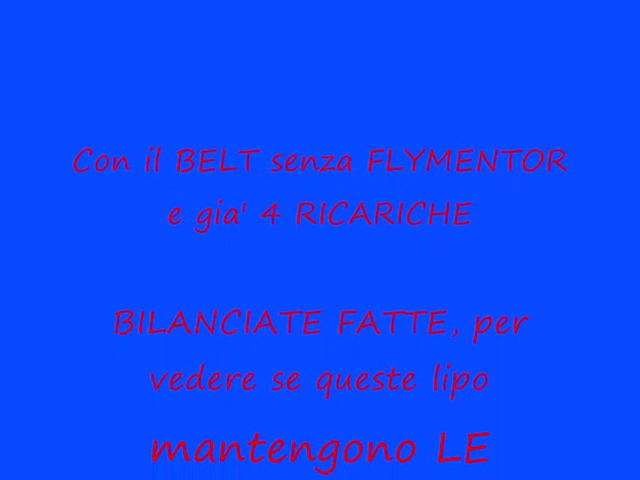 Con il BELT senza FLYMENTOR
e gia' 4 RICARICHE
BILANCIATE FATTE, per
vedere se queste lipo
mantengono LE